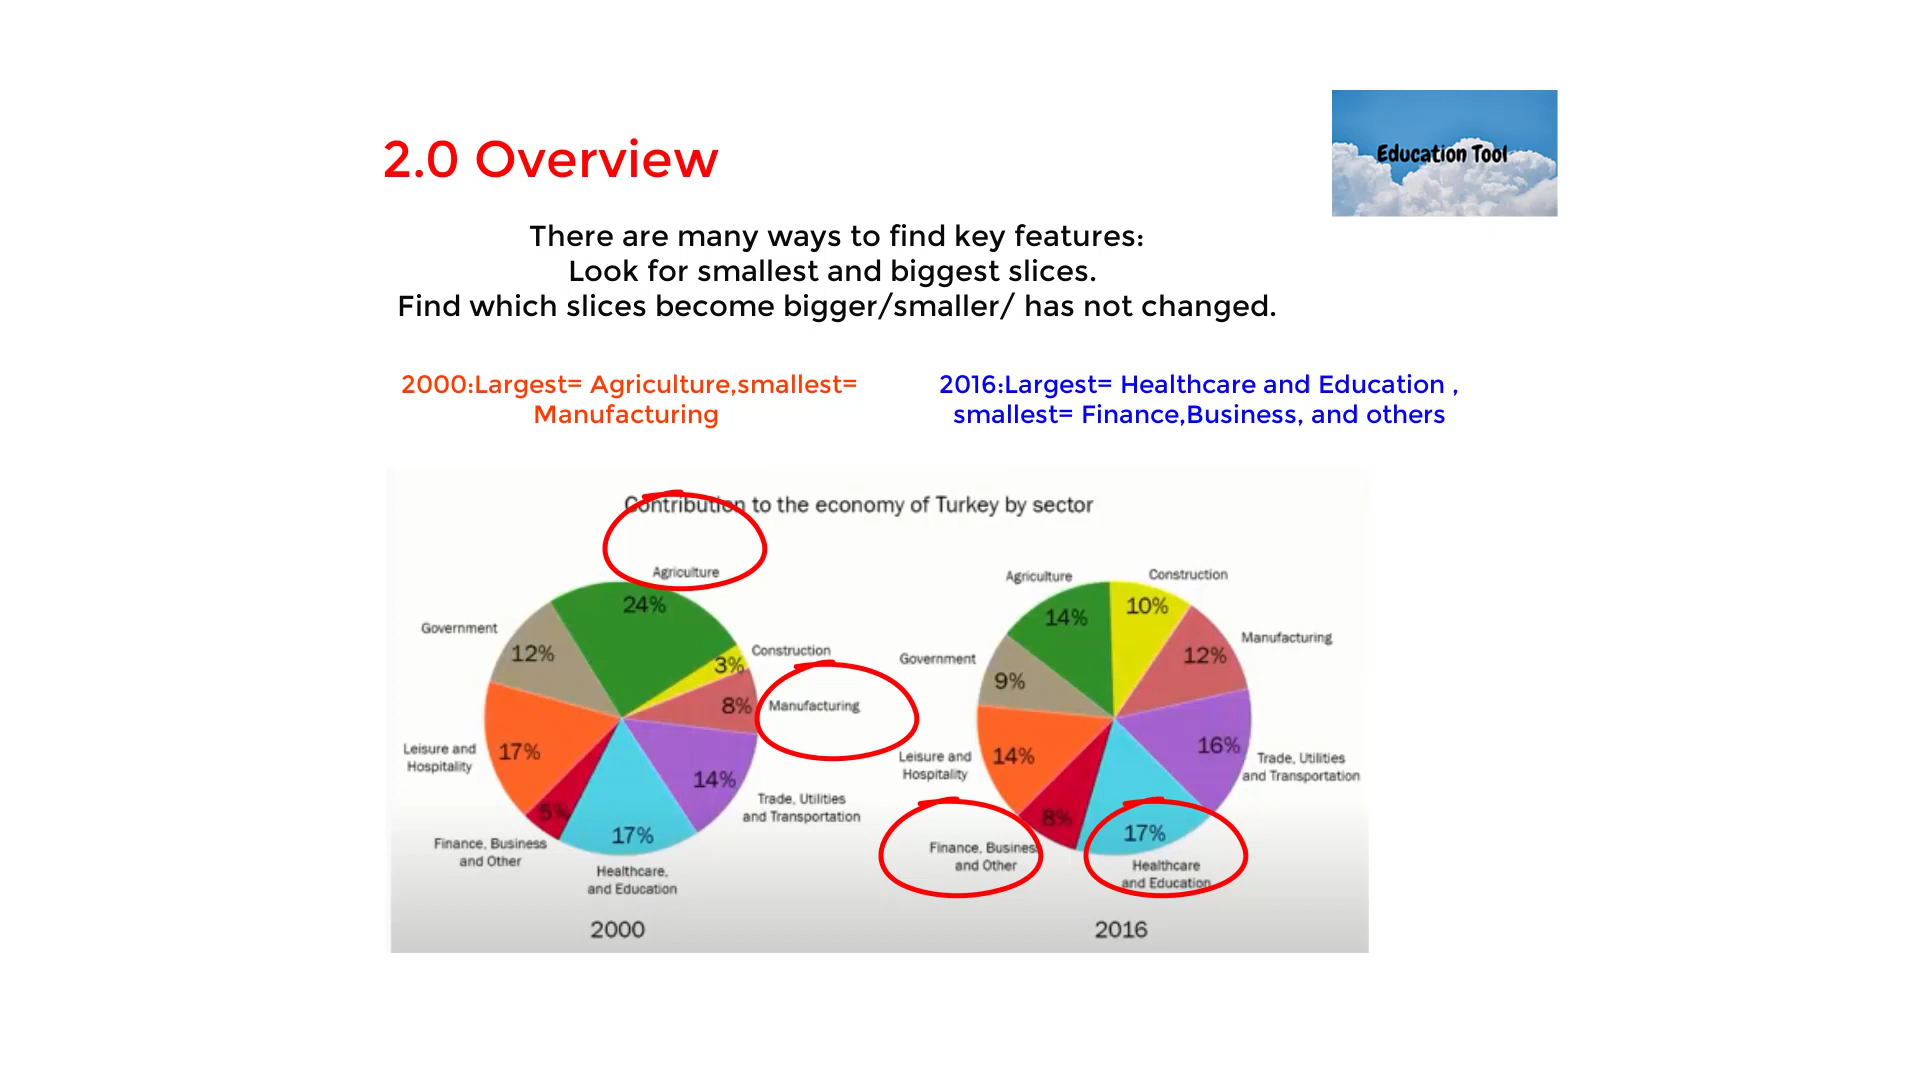 Education Tool
2.0 Overview
There are many ways to find key features:
Look for smallest and biggest slices.
Find which slices become bigger/smaller/ has not changed.
2000:Largest= Agriculture,smallest=
Manufacturing
2016:Largest= Healthcare and Education ,
smallest= Finance,Business, and others
Contribution to the economy of Turkey by sector
Agriculture
24%
Construction
3%
Manufacturing
8%
Trade, Utilities
and Transportation
14%
Healthcare,
and Education
17%
Finance, Business
and Other
5%
Leisure and
Hospitality
17%
Government
12%
2000
Agriculture
14%
Construction
10%
Manufacturing
12%
Trade, Utilities
and Transportation
16%
Healthcare
and Education
17%
Finance, Business
and Other
8%
Leisure and
Hospitality
14%
Government
9%
2016